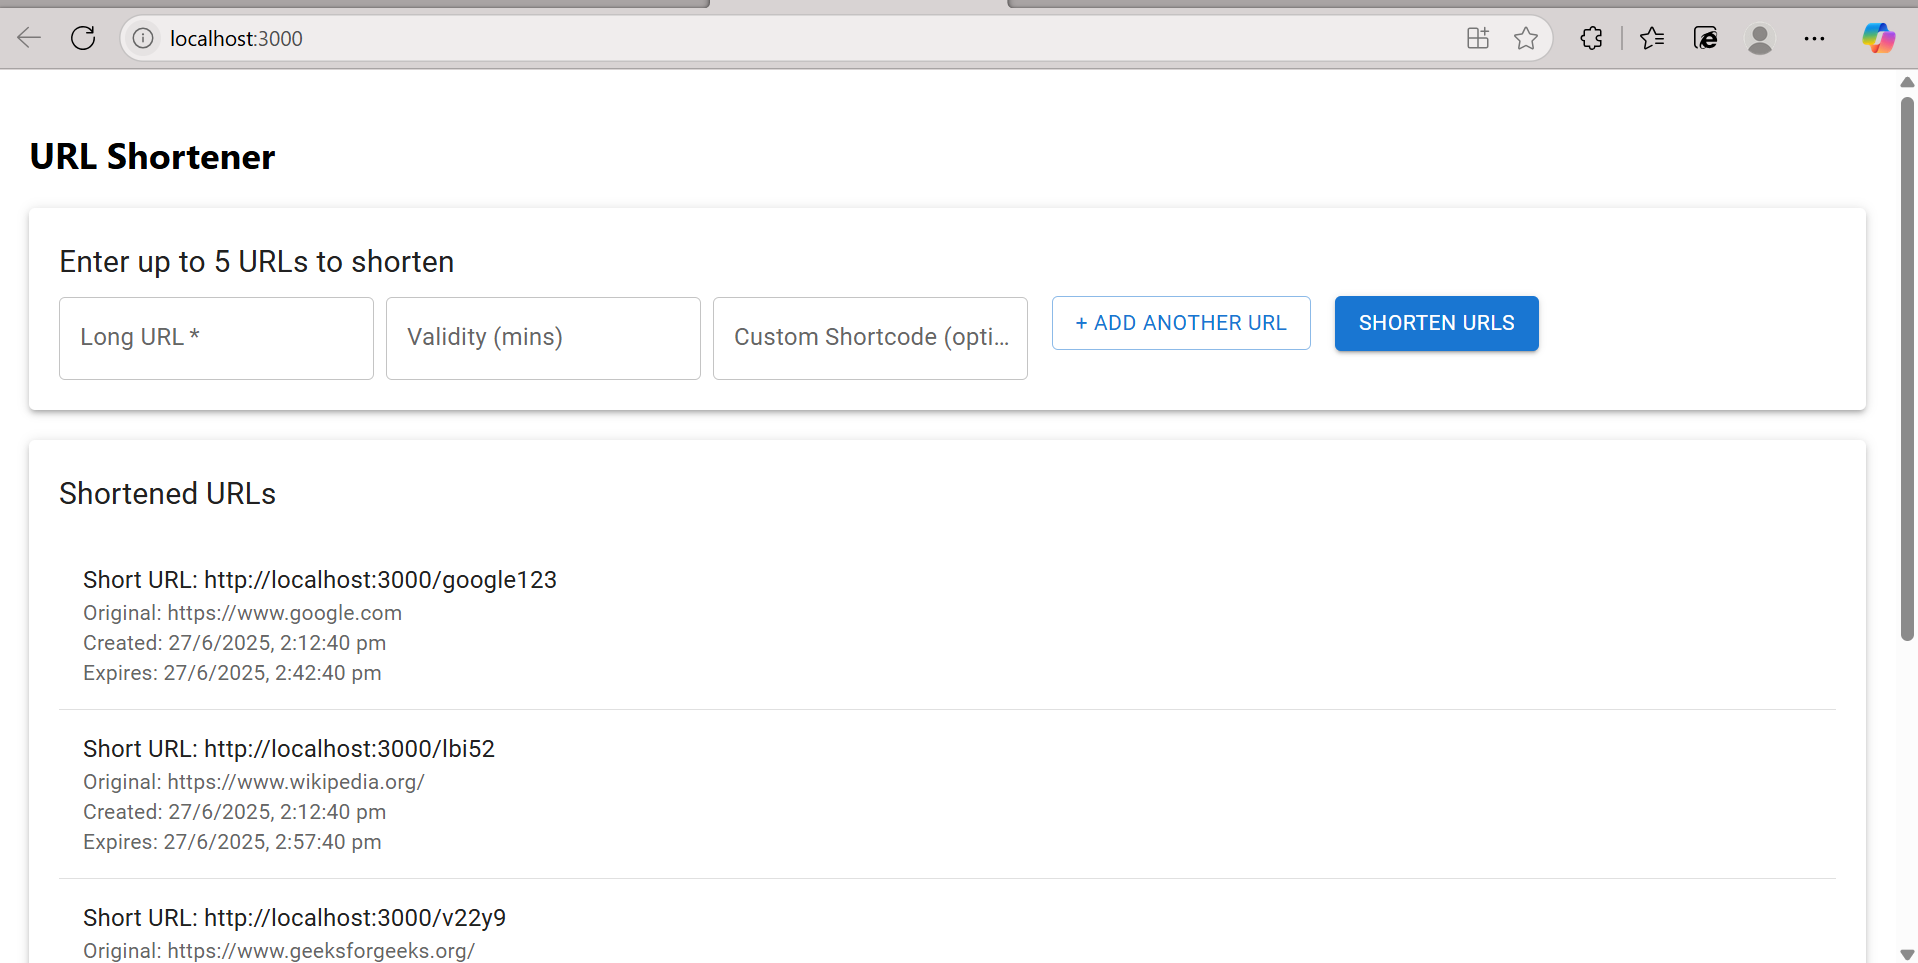 localhost:3000
URL Shortener
Enter up to 5 URLs to shorten
Long URL *
Validity (mins)
Custom Shortcode (opti...
+ ADD ANOTHER URL
SHORTEN URLS
Shortened URLs
Short URL: http://localhost:3000/google123
Original: https://www.google.com
Created: 27/6/2025, 2:12:40 pm
Expires: 27/6/2025, 2:42:40 pm
Short URL: http://localhost:3000/lbi52
Original: https://www.wikipedia.org/
Created: 27/6/2025, 2:12:40 pm
Expires: 27/6/2025, 2:57:40 pm
Short URL: http://localhost:3000/v22y9
Original: https://www.geeksforgeeks.org/